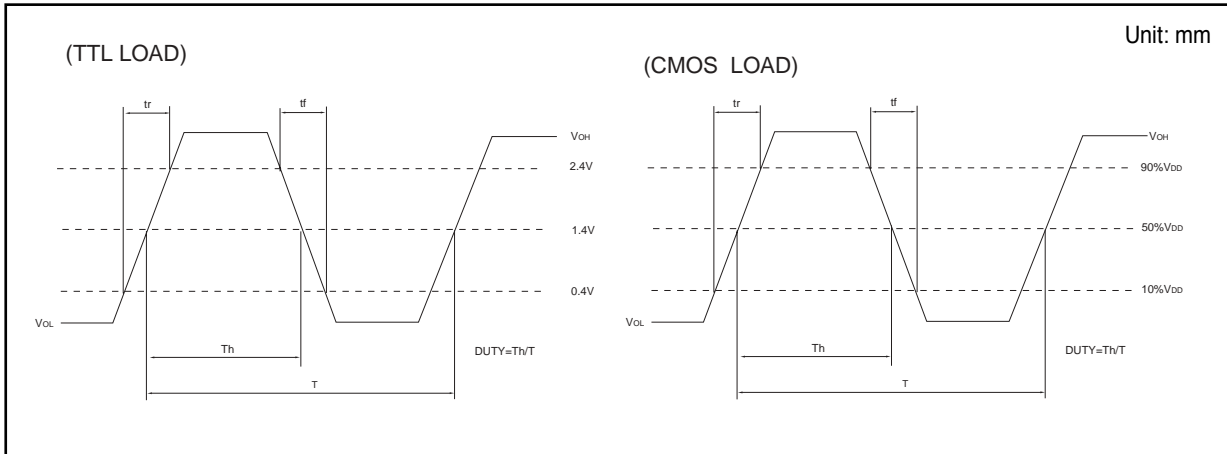 Unit: mm
(TTL LOAD)
tr
tf
VOH
2.4V
1.4V
0.4V
VOL
Th
DUTY=Th/T
T
(CMOS LOAD)
tr
tf
VOH
90%VDD
50%VDD
10%VDD
VOL
Th
DUTY=Th/T
T